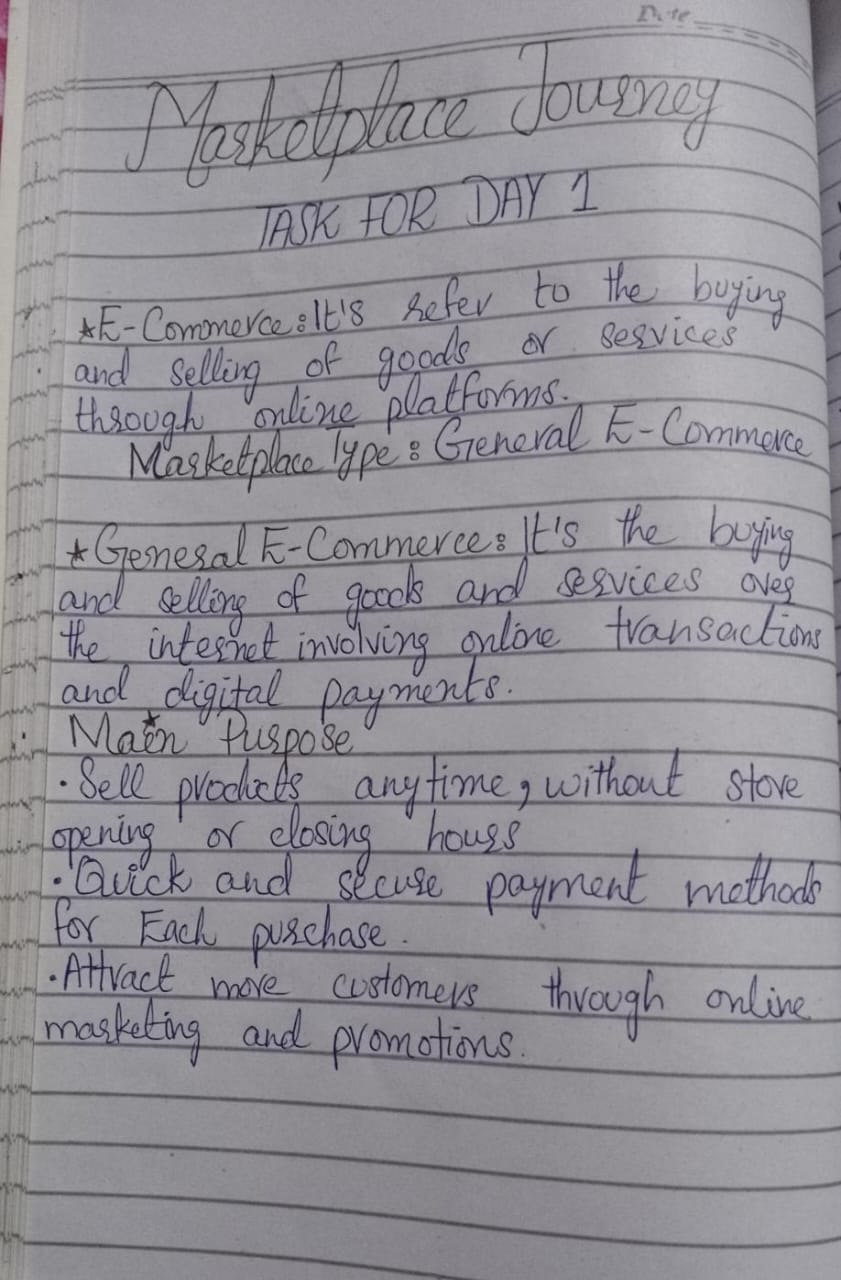 Date
Marketplace Journey
TASK FOR DAY 1
★E-Commerce: It's refer to the buying
and selling of goods or services
through online platforms.
Marketplace Type: General E-Commerce
★General E-Commerce: It's the buying
and selling of goods and services over
the internet involving online transactions
and digital payments.
Main Purpose
• Sell products anytime, without store
opening or closing hours
• Quick and secure payment methods
for Each purchase.
• Attract more customers through online
marketing and promotions.